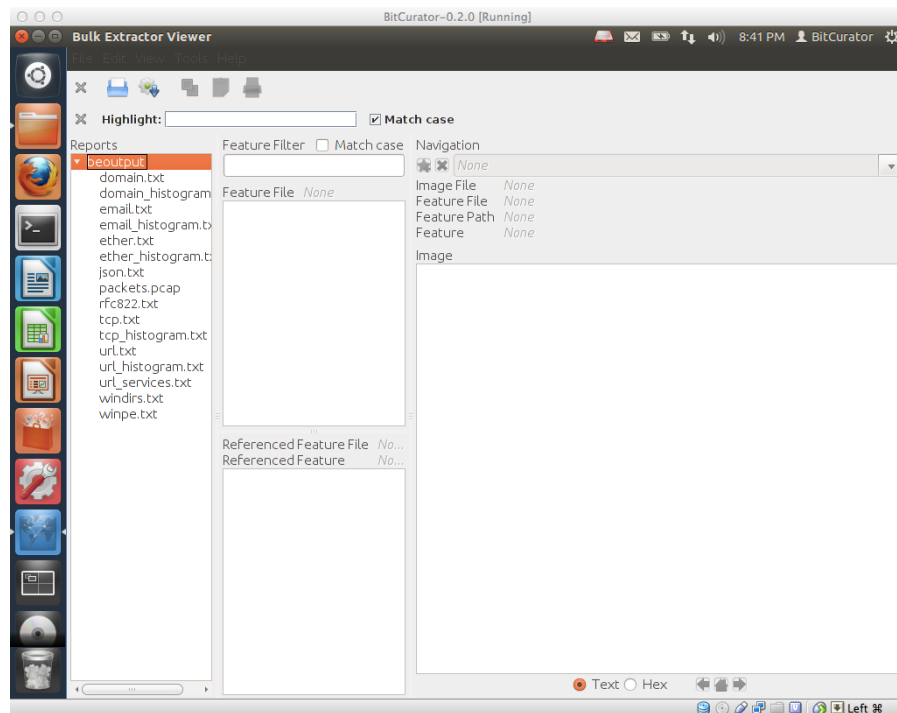 BitCurator-0.2.0 [Running]
Bulk Extractor Viewer 8:41 PM BitCurator
File Edit View Tools Help
Highlight: Match case
Reports
beoutput
domain.txt
domain_histogram
email.txt
email_histogram.tx
ether.txt
ether_histogram.t
json.txt
packets.pcap
rfc822.txt
tcp.txt
tcp_histogram.txt
url.txt
url_histogram.txt
url_services.txt
windirs.txt
winpe.txt
Feature Filter Match case
Feature File None
Referenced Feature File No...
Referenced Feature No...
Navigation
None
Image File None
Feature File None
Feature Path None
Feature None
Image
Text Hex
Left ⌘